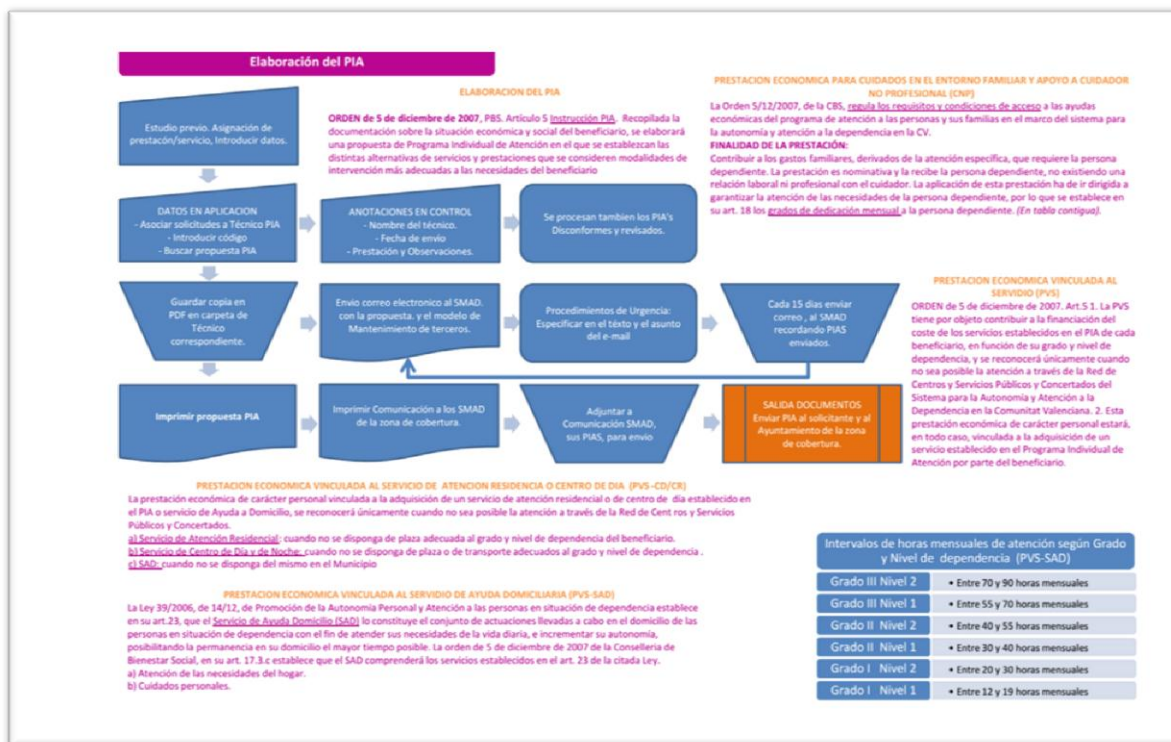 Elaboración del PIA
Estudio previo. Asignación de
prestacón/servicio, Introducir datos.
ELABORACION DEL PIA
ORDEN de 5 de diciembre de 2007, PBS. Artículo 5 Instrucción PIA. Recopilada la
documentación sobre la situación económica y social del beneficiario, se elaborará
una propuesta de Programa Individual de Atención en el que se establezcan las
distintas alternativas de servicios y prestaciones que se consideren modalidades de
intervención más adecuadas a las necesidades del beneficiario
PRESTACION ECONOMICA PARA CUIDADOS EN EL ENTORNO FAMILIAR Y APOYO A CUIDADOR
NO PROFESIONAL (CNP)
La Orden 5/12/2007, de la CBS, regula los requisitos y condiciones de acceso a las ayudas
económicas del programa de atención a las personas y sus familias en el marco del sistema para
la autonomía y atención a la dependencia en la CV.
FINALIDAD DE LA PRESTACIÓN:
Contribuir a los gastos familiares, derivados de la atención específica, que requiere la persona
dependiente. La prestación es nominativa y la recibe la persona dependiente, no existiendo una
relación laboral ni profesional con el cuidador. La aplicación de esta prestación ha de ir dirigida a
garantizar la atención de las necesidades de la persona dependiente, por lo que se establece en
su art. 18 los grados de dedicación mensual a la persona dependiente. (En tabla contigua).
DATOS EN APLICACION
- Asociar solicitudes a Técnico PIA
- Introducir código
- Buscar propuesta PIA
ANOTACIONES EN CONTROL
- Nombre del técnico.
- Fecha de envio
- Prestación y Observaciones.
Se procesan tambien los PIA's
Disconformes y revisados.
Guardar copia en
PDF en carpeta de
Técnico
correspondiente.
Envio correo electronico al SMAD.
con la propuesta. y el modelo de
Mantenimiento de terceros.
Procedimientos de Urgencia:
Especificar en el téxto y el asunto
del e-mail
Cada 15 dias enviar
correo , al SMAD
recordando PIAS
enviados.
PRESTACION ECONOMICA VINCULADA AL
SERVIDIO (PVS)
ORDEN de 5 de diciembre de 2007. Art.5 1. La PVS
tiene por objeto contribuir a la financiación del
coste de los servicios establecidos en el PIA de cada
beneficiario, en función de su grado y nivel de
dependencia, y se reconocerá únicamente cuando
no sea posible la atención a través de la Red de
Centros y Servicios Públicos y Concertados del
Sistema para la Autonomía y Atención a la
Dependencia en la Comunitat Valenciana. 2. Esta
prestación económica de carácter personal estará,
en todo caso, vinculada a la adquisición de un
servicio establecido en el Programa Individual de
Atención por parte del beneficiario.
Imprimir propuesta PIA
Imprimir Comunicación a los SMAD
de la zona de cobertura.
Adjuntar a
Comunicación SMAD,
sus PIAS, para envio
SALIDA DOCUMENTOS
Enviar PIA al solicitante y al
Ayuntamiento de la zona
de cobertura.
PRESTACION ECONOMICA VINCULADA AL SERVICIO DE ATENCION RESIDENCIA O CENTRO DE DIA (PVS -CD/CR)
La prestación económica de carácter personal vinculada a la adquisición de un servicio de atención residencial o de centro de día establecido en
el PIA o servicio de Ayuda a Domicilio, se reconocerá únicamente cuando no sea posible la atención a través de la Red de Cent ros y Servicios
Públicos y Concertados.
a) Servicio de Atención Residencial: cuando no se disponga de plaza adecuada al grado y nivel de dependencia del beneficiario.
b) Servicio de Centro de Día y de Noche: cuando no se disponga de plaza o de transporte adecuados al grado y nivel de dependencia .
c) SAD: cuando no se disponga del mismo en el Municipio
PRESTACION ECONOMICA VINCULADA AL SERVIDIO DE AYUDA DOMICILIARIA (PVS-SAD)
La Ley 39/2006, de 14/12, de Promoción de la Autonomía Personal y Atención a las personas en situación de dependencia establece
en su art.23, que el Servicio de Ayuda Domicilio (SAD) lo constituye el conjunto de actuaciones llevadas a cabo en el domicilio de las
personas en situación de dependencia con el fin de atender sus necesidades de la vida diaria, e incrementar su autonomía,
posibilitando la permanencia en su domicilio el mayor tiempo posible. La orden de 5 de diciembre de 2007 de la Conselleria de
Bienestar Social, en su art. 17.3.c establece que el SAD comprenderá los servicios establecidos en el art. 23 de la citada Ley.
a) Atención de las necesidades del hogar.
b) Cuidados personales.
Intervalos de horas mensuales de atención según Grado
y Nivel de dependencia (PVS-SAD)
Grado III Nivel 2 • Entre 70 y 90 horas mensuales
Grado III Nivel 1 • Entre 55 y 70 horas mensuales
Grado II Nivel 2 • Entre 40 y 55 horas mensuales
Grado II Nivel 1 • Entre 30 y 40 horas mensuales
Grado I Nivel 2 • Entre 20 y 30 horas mensuales
Grado I Nivel 1 • Entre 12 y 19 horas mensuales